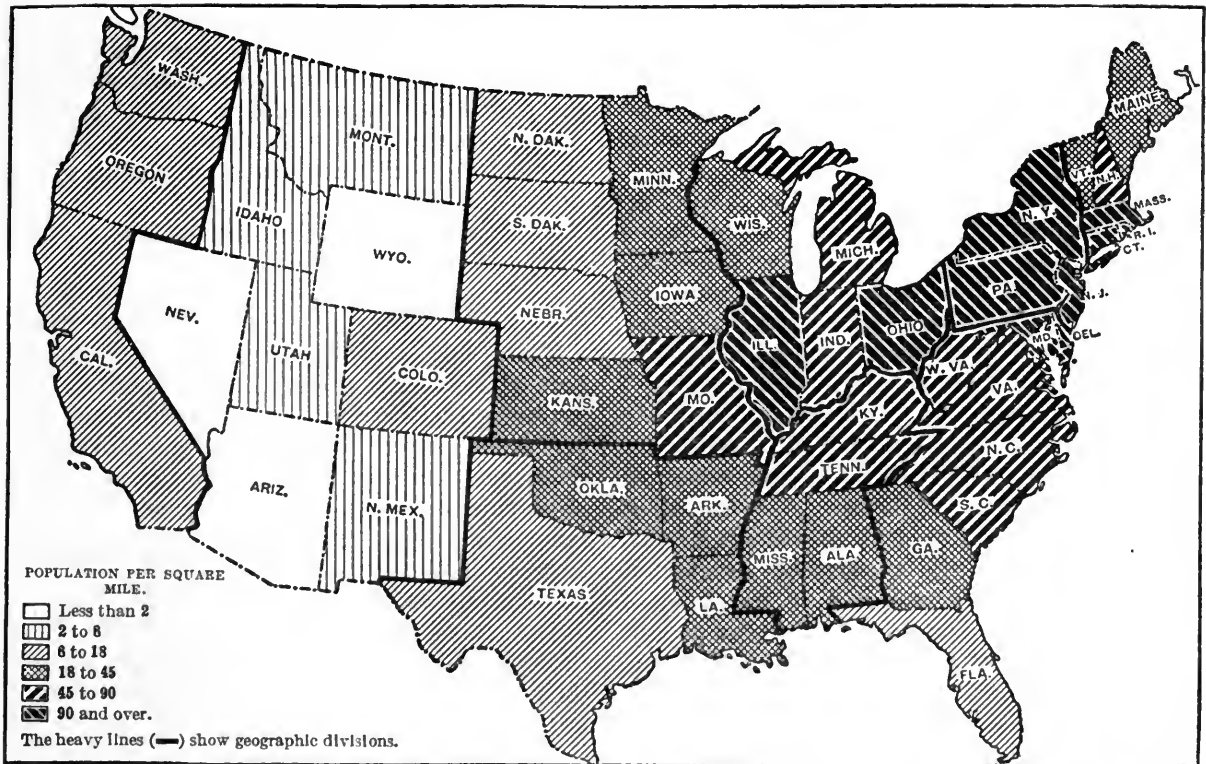 WASH.
MONT.
N. DAK.
MINN.
MAINE
OREGON
IDAHO
S. DAK.
WIS.
VT.
N.H.
MASS.
N.Y.
R.I.
CT.
WYO.
MICH.
IOWA
NEBR.
PA.
N.J.
NEV.
OHIO
IND.
ILL.
MD.
DEL.
CAL.
UTAH
COLO.
W. VA.
VA.
KANS.
MO.
KY.
N.C.
TENN.
ARIZ.
OKLA.
ARK.
S.C.
N. MEX.
MISS.
ALA.
GA.
TEXAS
LA.
FLA.
POPULATION PER SQUARE
MILE.
Less than 2
2 to 6
6 to 18
18 to 45
45 to 90
90 and over.
The heavy lines (—) show geographic divisions.